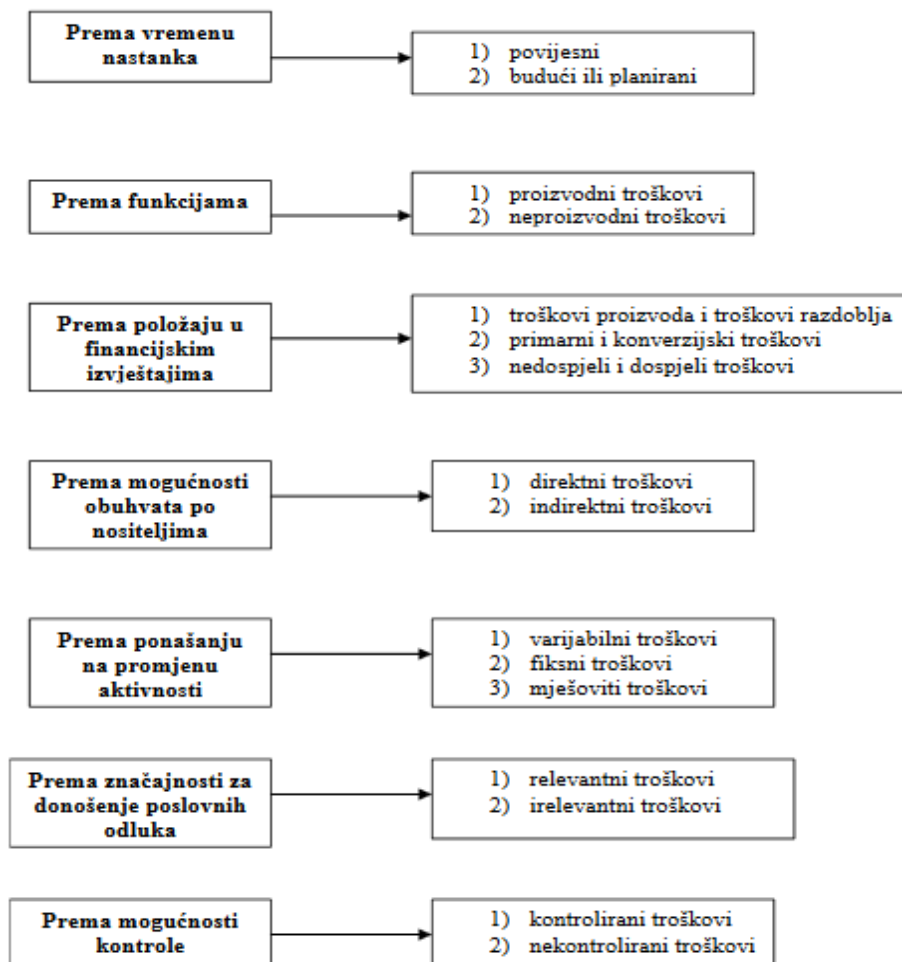 Prema vremenu
nastanka
1) povijesni
2) budući ili planirani
Prema funkcijama
1) proizvodni troškovi
2) neproizvodni troškovi
Prema položaju u
financijskim
izvještajima
1) troškovi proizvoda i troškovi razdoblja
2) primarni i konverzijski troškovi
3) nedospjeli i dospjeli troškovi
Prema mogućnosti
obuhvata po
nositeljima
1) direktni troškovi
2) indirektni troškovi
Prema ponašanju
na promjenu
aktivnosti
1) varijabilni troškovi
2) fiksni troškovi
3) mješoviti troškovi
Prema značajnosti za
donošenje poslovnih
odluka
1) relevantni troškovi
2) irelevantni troškovi
Prema mogućnosti
kontrole
1) kontrolirani troškovi
2) nekontrolirani troškovi